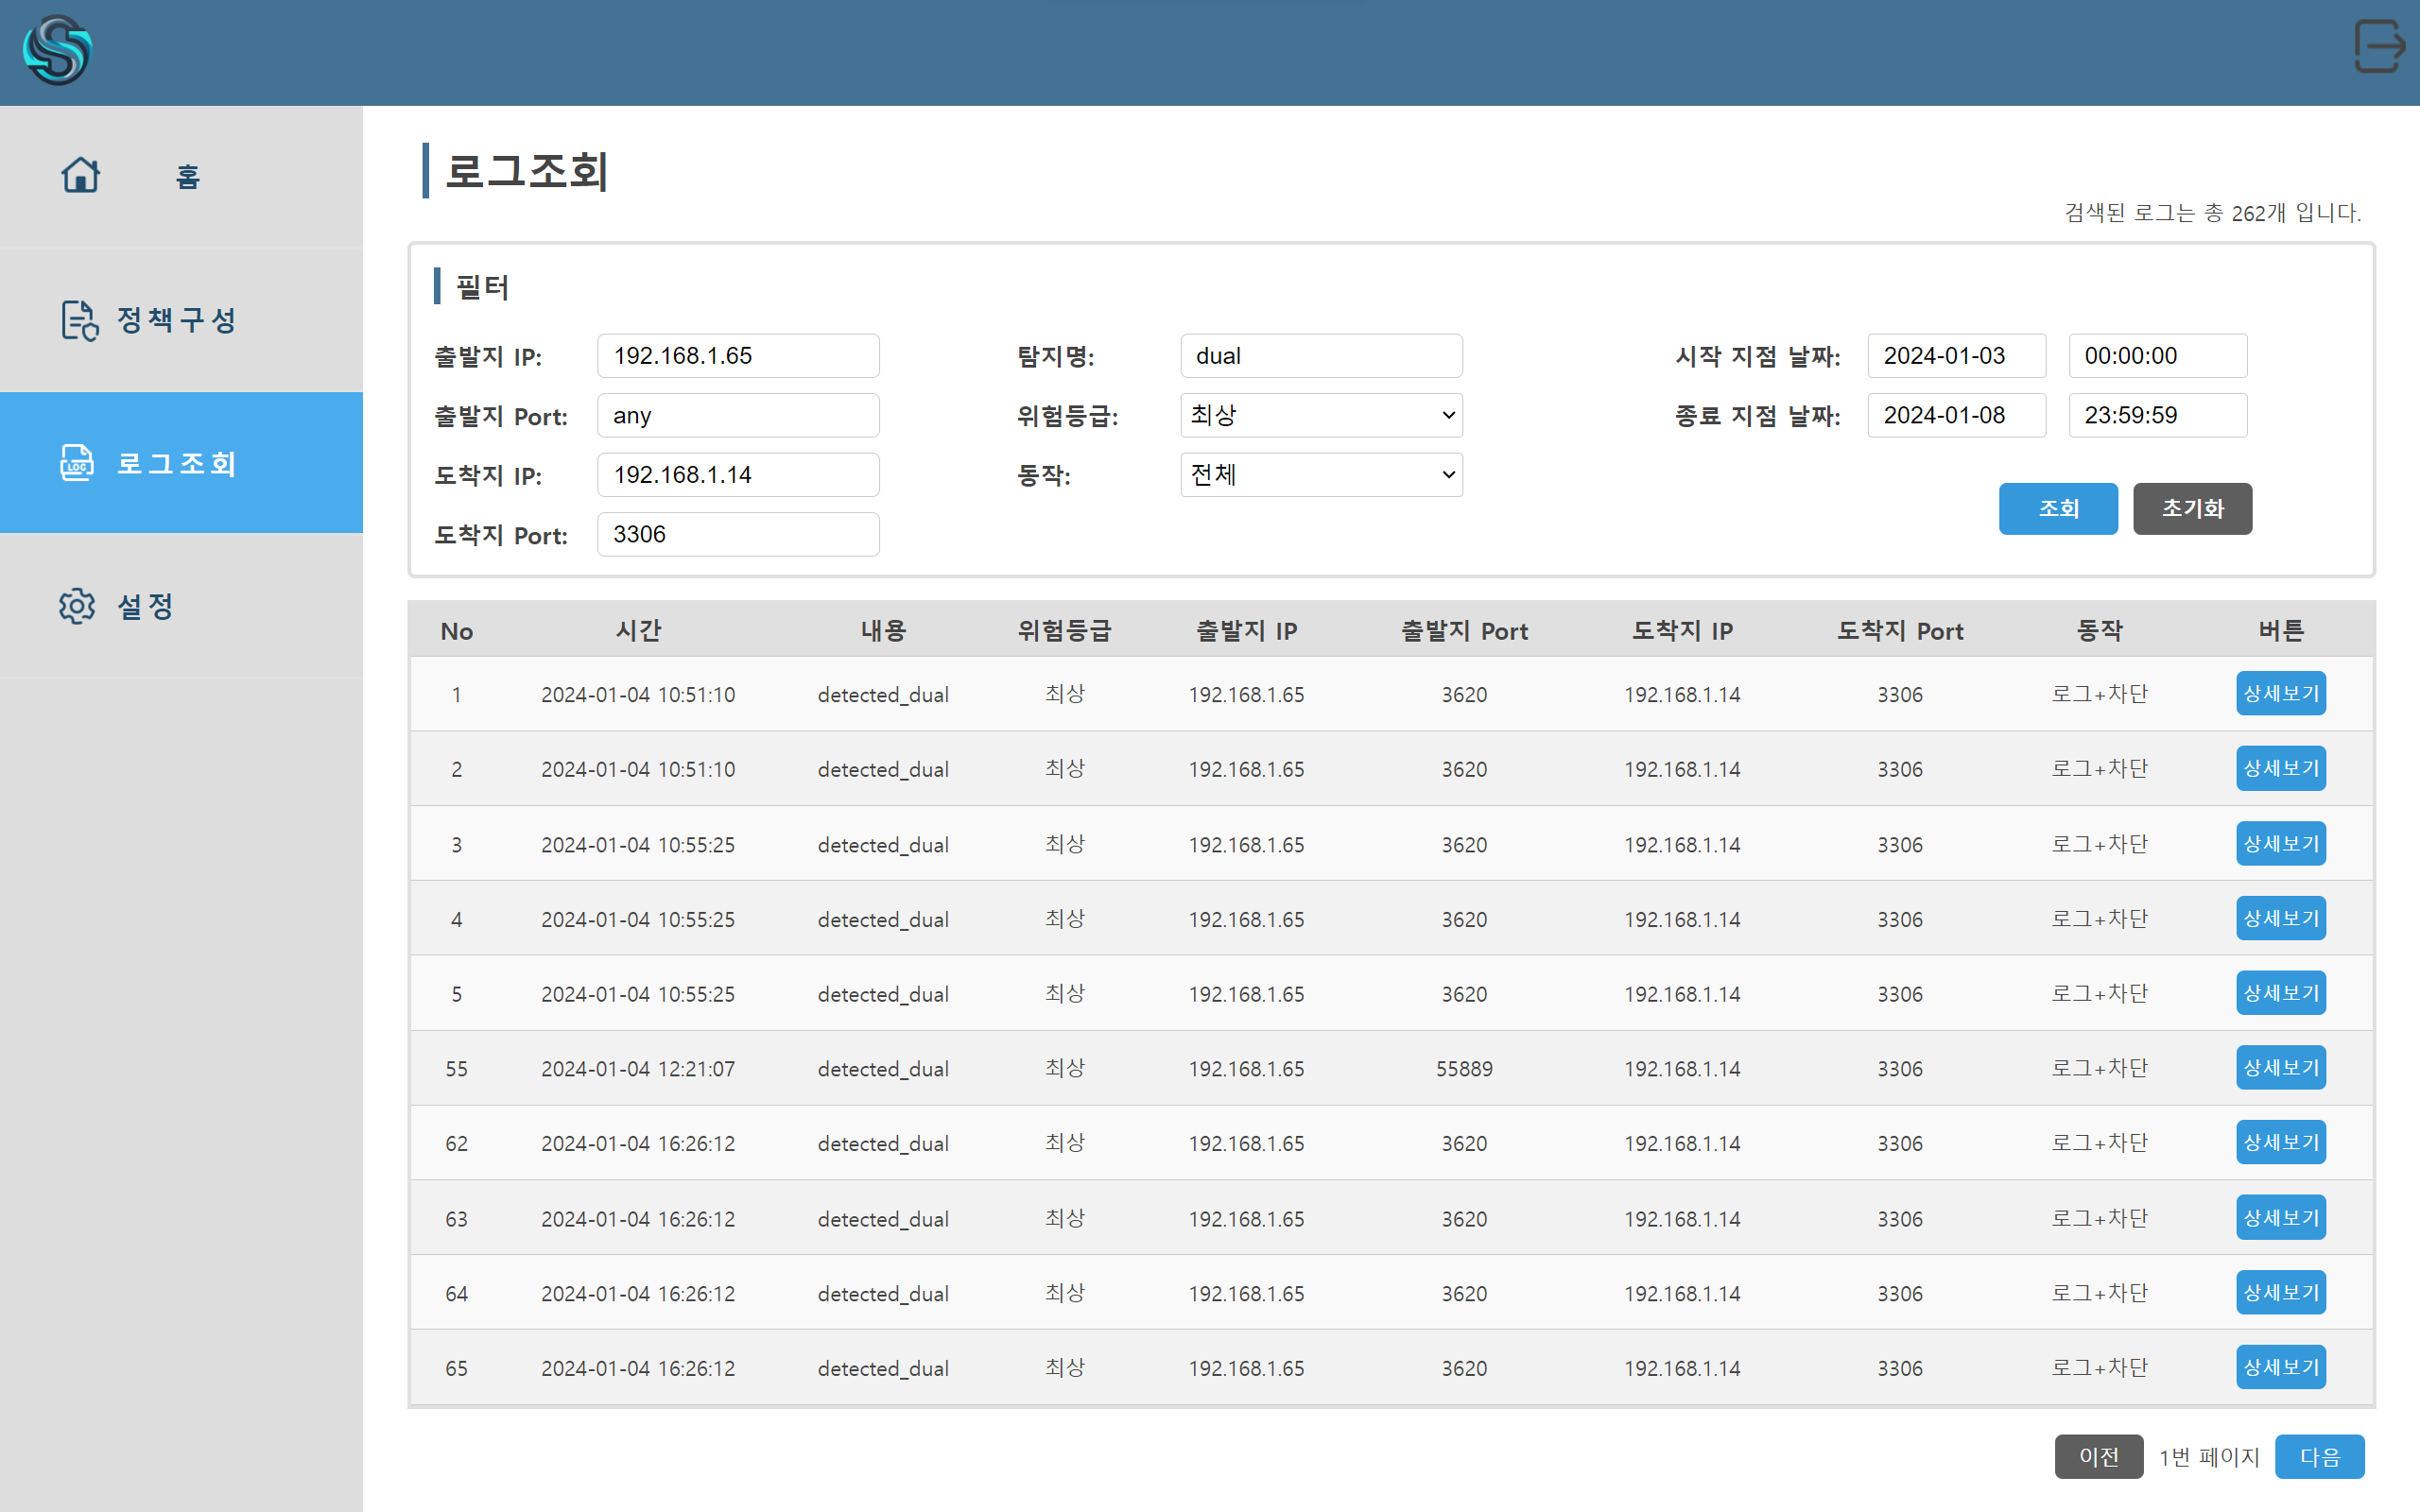 홈
정책구성
LOG
로그조회
설정
로그조회
검색된 로그는 총 262개 입니다.
필터
출발지 IP: 192.168.1.65 탐지명: dual 시작 지점 날짜: 2024-01-03 00:00:00
출발지 Port: any 위험등급: 최상 종료 지점 날짜: 2024-01-08 23:59:59
도착지 IP: 192.168.1.14 동작: 전체
조회 초기화
도착지 Port: 3306
No 시간 내용 위험등급 출발지 IP 출발지 Port 도착지 IP 도착지 Port 동작 버튼
1 2024-01-04 10:51:10 detected_dual 최상 192.168.1.65 3620 192.168.1.14 3306 로그+차단 상세보기
2 2024-01-04 10:51:10 detected_dual 최상 192.168.1.65 3620 192.168.1.14 3306 로그+차단 상세보기
3 2024-01-04 10:55:25 detected_dual 최상 192.168.1.65 3620 192.168.1.14 3306 로그+차단 상세보기
4 2024-01-04 10:55:25 detected_dual 최상 192.168.1.65 3620 192.168.1.14 3306 로그+차단 상세보기
5 2024-01-04 10:55:25 detected_dual 최상 192.168.1.65 3620 192.168.1.14 3306 로그+차단 상세보기
55 2024-01-04 12:21:07 detected_dual 최상 192.168.1.65 55889 192.168.1.14 3306 로그+차단 상세보기
62 2024-01-04 16:26:12 detected_dual 최상 192.168.1.65 3620 192.168.1.14 3306 로그+차단 상세보기
63 2024-01-04 16:26:12 detected_dual 최상 192.168.1.65 3620 192.168.1.14 3306 로그+차단 상세보기
64 2024-01-04 16:26:12 detected_dual 최상 192.168.1.65 3620 192.168.1.14 3306 로그+차단 상세보기
65 2024-01-04 16:26:12 detected_dual 최상 192.168.1.65 3620 192.168.1.14 3306 로그+차단 상세보기
이전 1번 페이지 다음